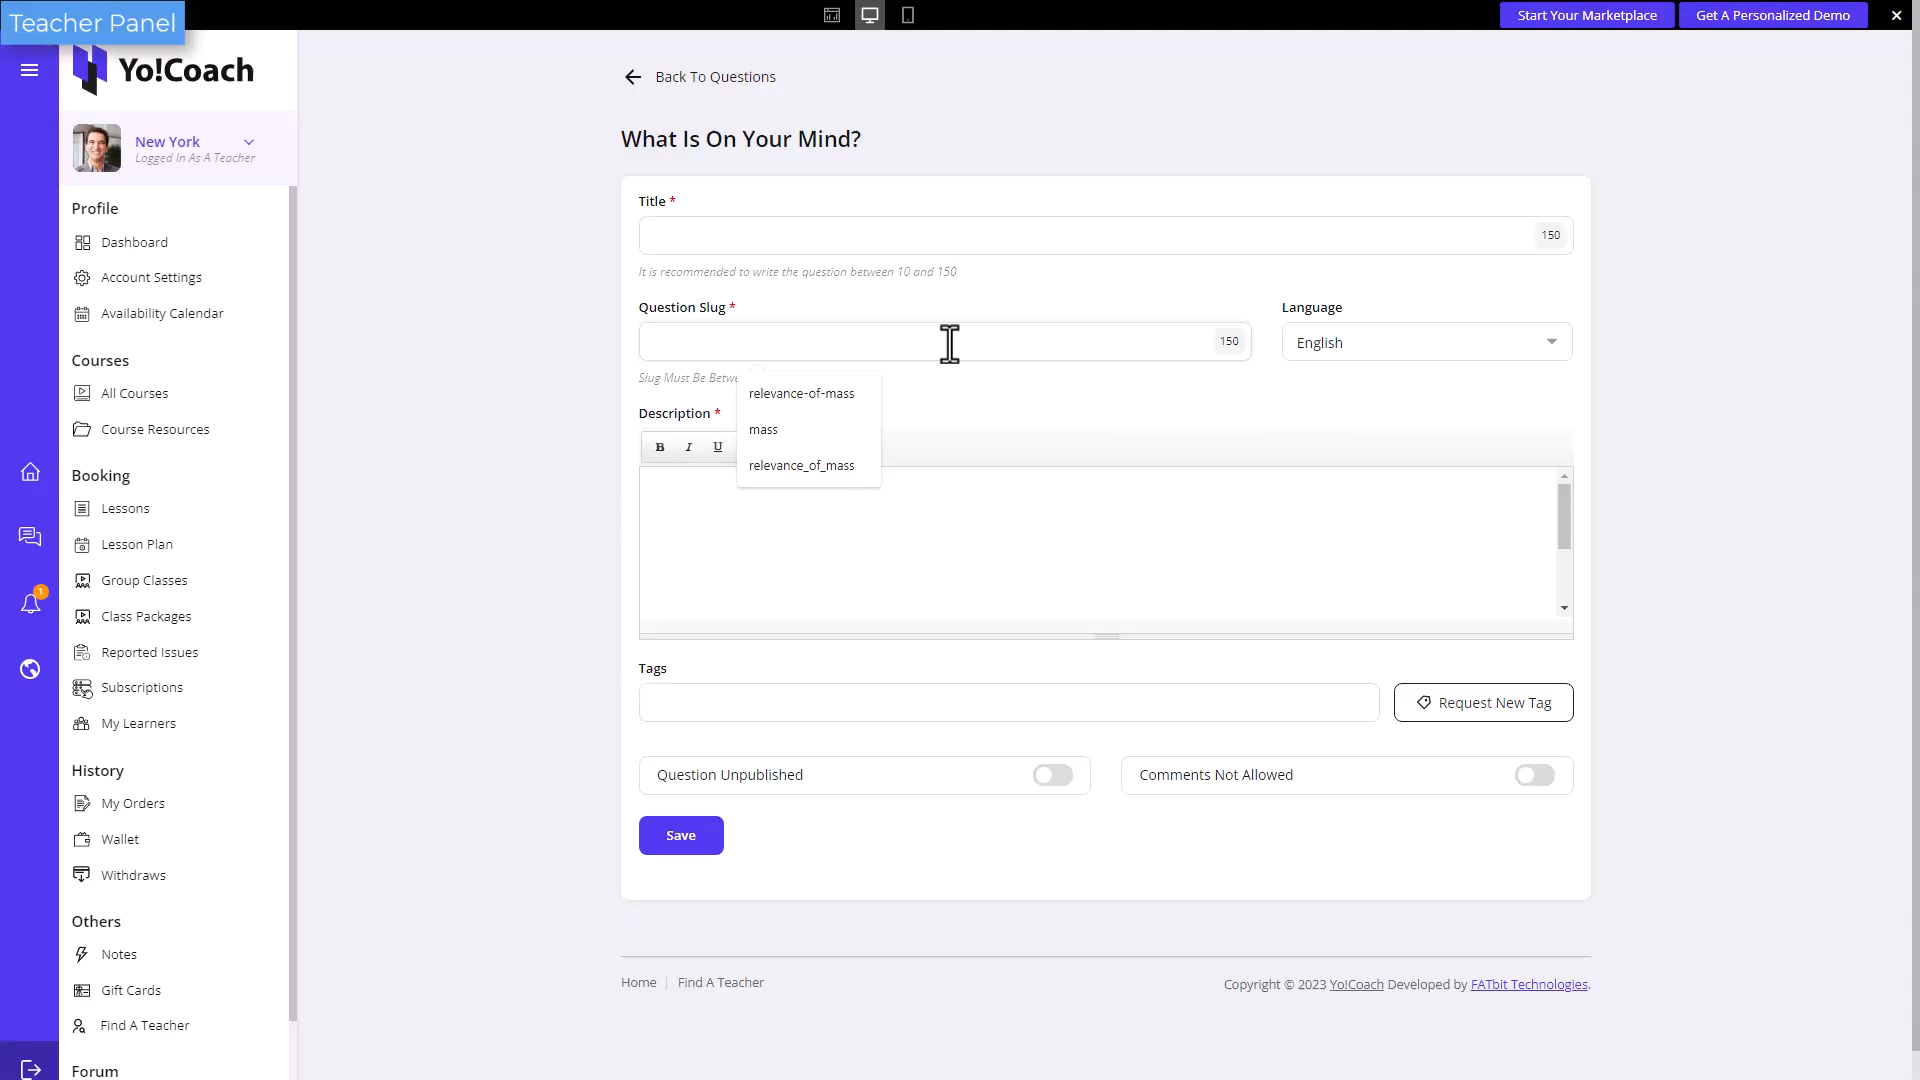 Teacher Panel
Start Your Marketplace
Get A Personalized Demo
Yo!Coach
New York
Logged In As A Teacher
Profile
Dashboard
Account Settings
Availability Calendar
Courses
All Courses
Course Resources
Booking
Lessons
Lesson Plan
Group Classes
Class Packages
1
Reported Issues
Subscriptions
My Learners
History
My Orders
Wallet
Withdraws
Others
Notes
Gift Cards
Find A Teacher
Forum
Back To Questions
What Is On Your Mind?
Title *
150
It is recommended to write the question between 10 and 150
Question Slug *
Language
150
English
Slug Must Be
relevance-of-mass
mass
relevance_of_mass
Description *
B I U
Tags
Request New Tag
Question Unpublished
Comments Not Allowed
Save
Home | Find A Teacher
Copyright © 2023 Yo!Coach Developed by FATbit Technologies.